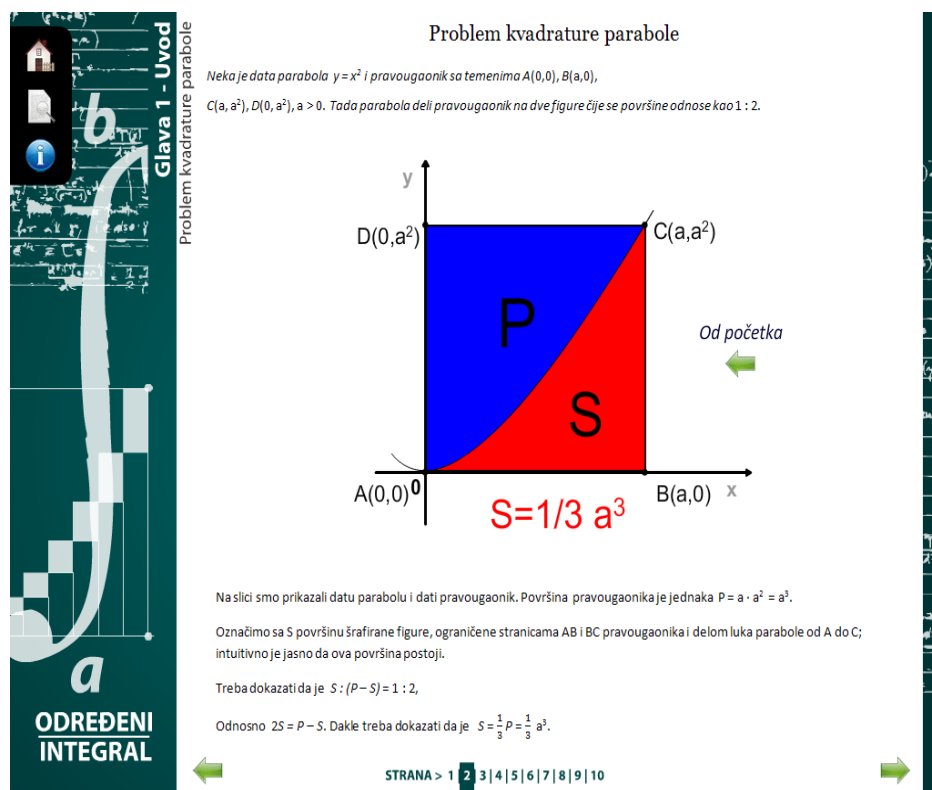 Problem kvadrature parabole
Glava 1 - Uvod
Problem kvadrature parabole
Neka je data parabola y = x² i pravougaonik sa temenima A(0,0), B(a,0),
C(a, a²), D(0, a²), a > 0. Tada parabola deli pravougaonik na dve figure čije se površine odnose kao 1 : 2.
b
y
D(0,a²)
C(a,a²)
P
Od početka
S
A(0,0)
0
B(a,0)
x
S=1/3 a³
Na slici smo prikazali datu parabolu i dati pravougaonik. Površina pravougaonika je jednaka P = a · a² = a³.
Označimo sa S površinu šrafirane figure, ograničene stranicama AB i BC pravougaonika i delom luka parabole od A do C;
intuitivno je jasno da ova površina postoji.
Treba dokazati da je S : (P – S) = 1 : 2,
Odnosno 2S = P – S. Dakle treba dokazati da je S = 1/3 P = 1/3 a³.
a
ODREĐENI
INTEGRAL
STRANA > 1 2 3 | 4 | 5 | 6 | 7 | 8 | 9 | 10